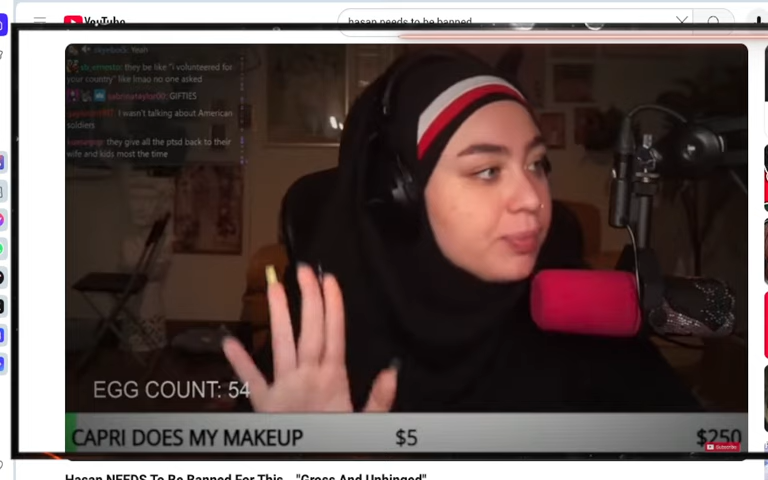 YouTube
hasan needs to be banned
Yeah
they be like "i volunteered for
your country" like lmao no one asked
sabrinataylor00: GIFTIES
I wasn't talking about American
soldiers
they give all the ptsd back to their
wife and kids most the time
EGG COUNT: 54
CAPRI DOES MY MAKEUP $5 $250
Subscribe
Hasan NEEDS To Be Banned For This.. "Gross And Unhinged"